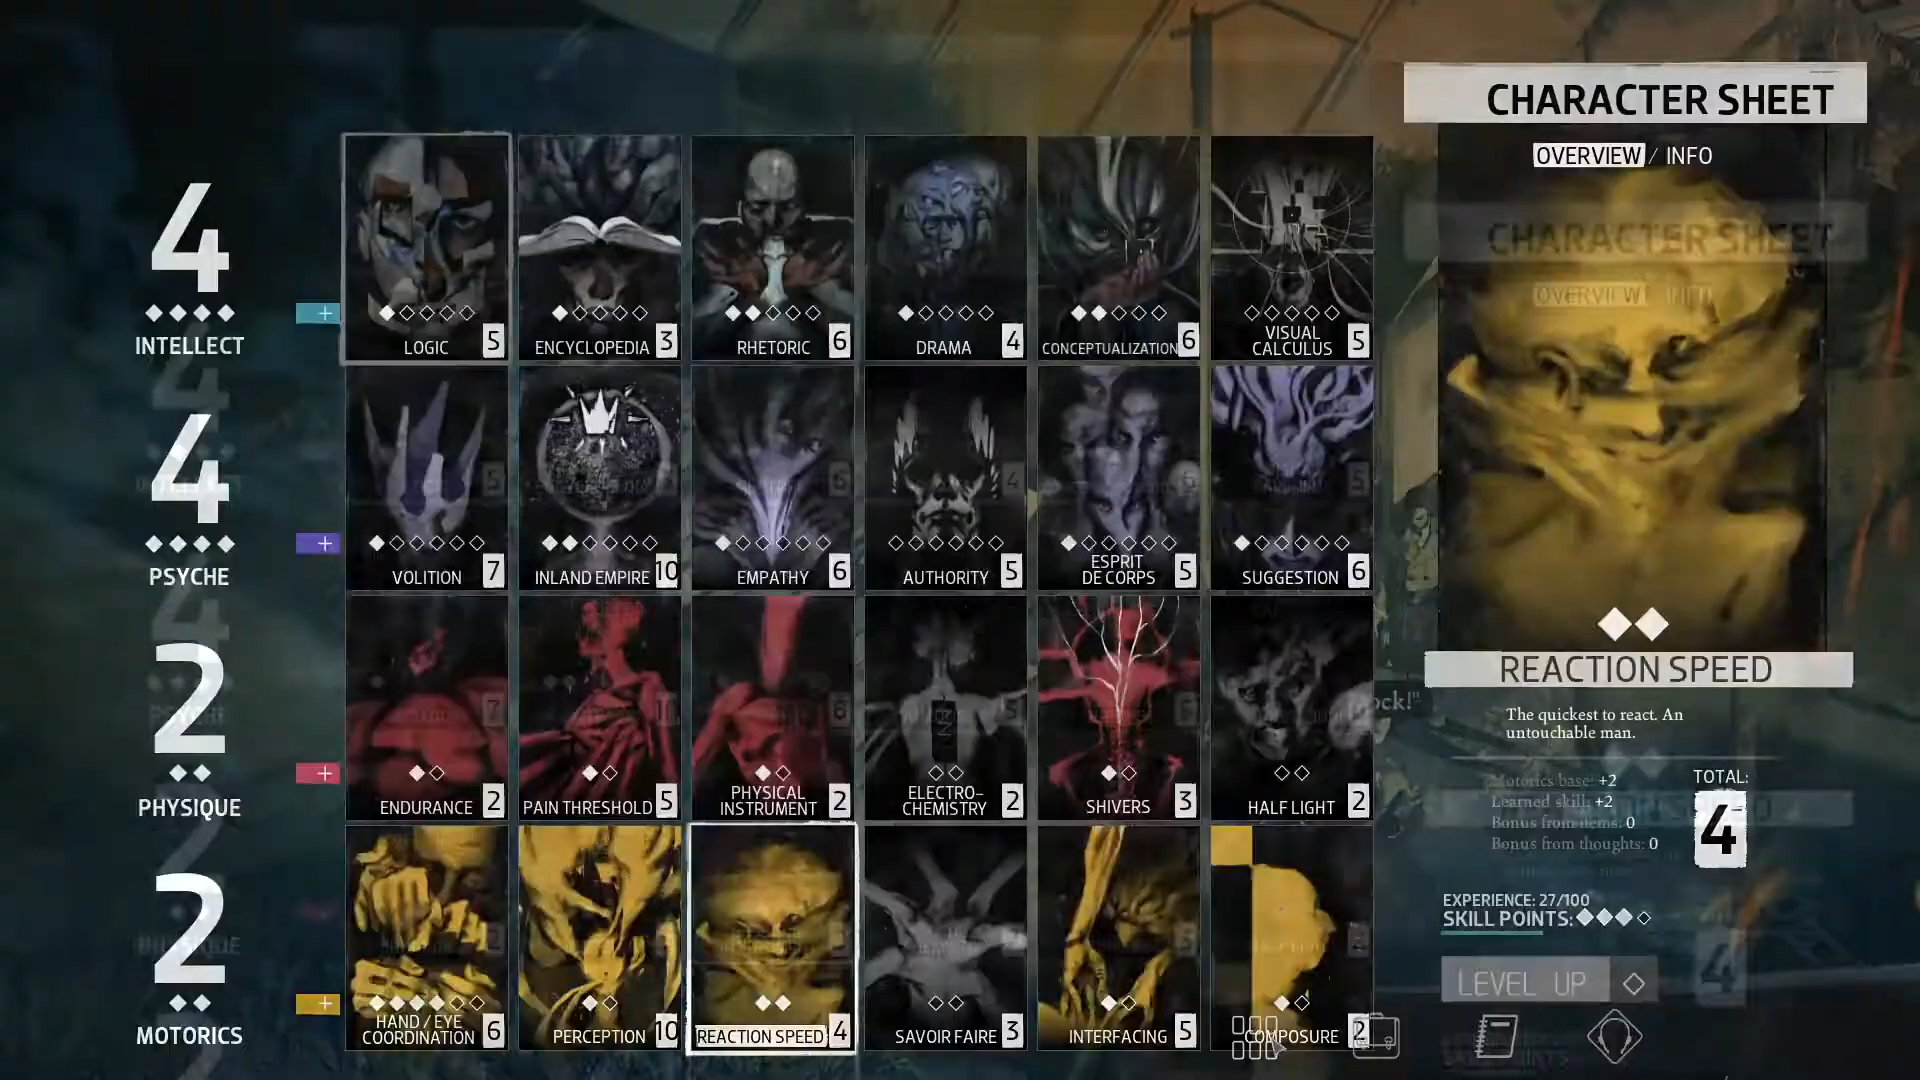 CHARACTER SHEET
OVERVIEW / INFO
CHARACTER SHEET
OVERVIEW
4
INTELLECT
LOGIC 5
ENCYCLOPEDIA 3
RHETORIC 6
DRAMA 4
CONCEPTUALIZATION 6
VISUAL
CALCULUS 5
4
PSYCHE
VOLITION 7
INLAND EMPIRE 10
EMPATHY 6
AUTHORITY 5
ESPRIT
DE CORPS 5
SUGGESTION 6
2
PHYSIQUE
ENDURANCE 2
PAIN THRESHOLD 5
PHYSICAL
INSTRUMENT 2
ELECTRO-
CHEMISTRY 2
SHIVERS 3
HALF LIGHT 2
2
MOTORICS
HAND / EYE
COORDINATION 6
PERCEPTION 10
REACTION SPEED 4
SAVOIR FAIRE 3
INTERFACING 5
COMPOSURE 2
ock!"
REACTION SPEED
The quickest to react. An
untouchable man.
Motorics base: +2
Learned skill: +2
Bonus from items: 0
Bonus from thoughts: 0
TOTAL:
4
EXPERIENCE: 27/100
SKILL POINTS:
LEVEL UP